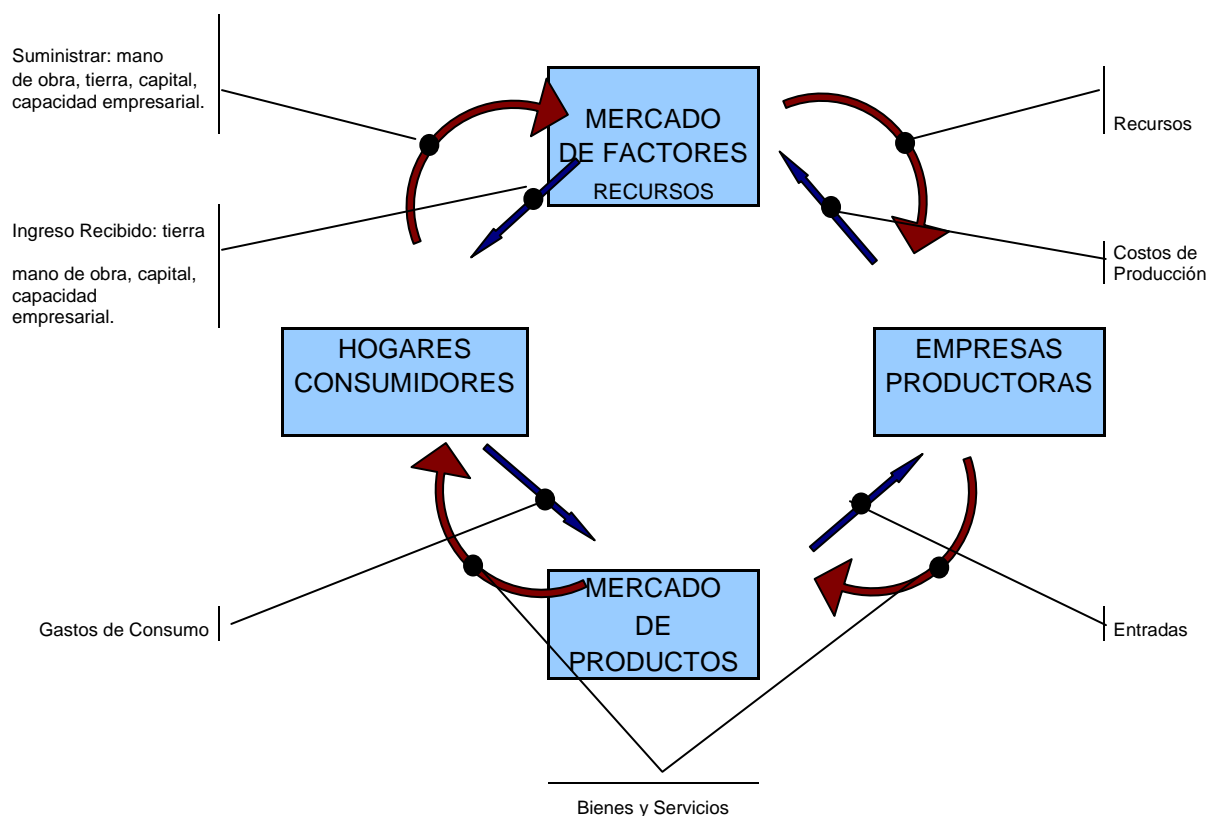 Suministrar: mano
de obra, tierra, capital,
capacidad empresarial.
MERCADO
DE FACTORES
RECURSOS
Recursos
Ingreso Recibido: tierra
mano de obra, capital,
capacidad
empresarial.
Costos de
Producción
HOGARES
CONSUMIDORES
EMPRESAS
PRODUCTORAS
Gastos de Consumo
MERCADO
DE
PRODUCTOS
Entradas
Bienes y Servicios